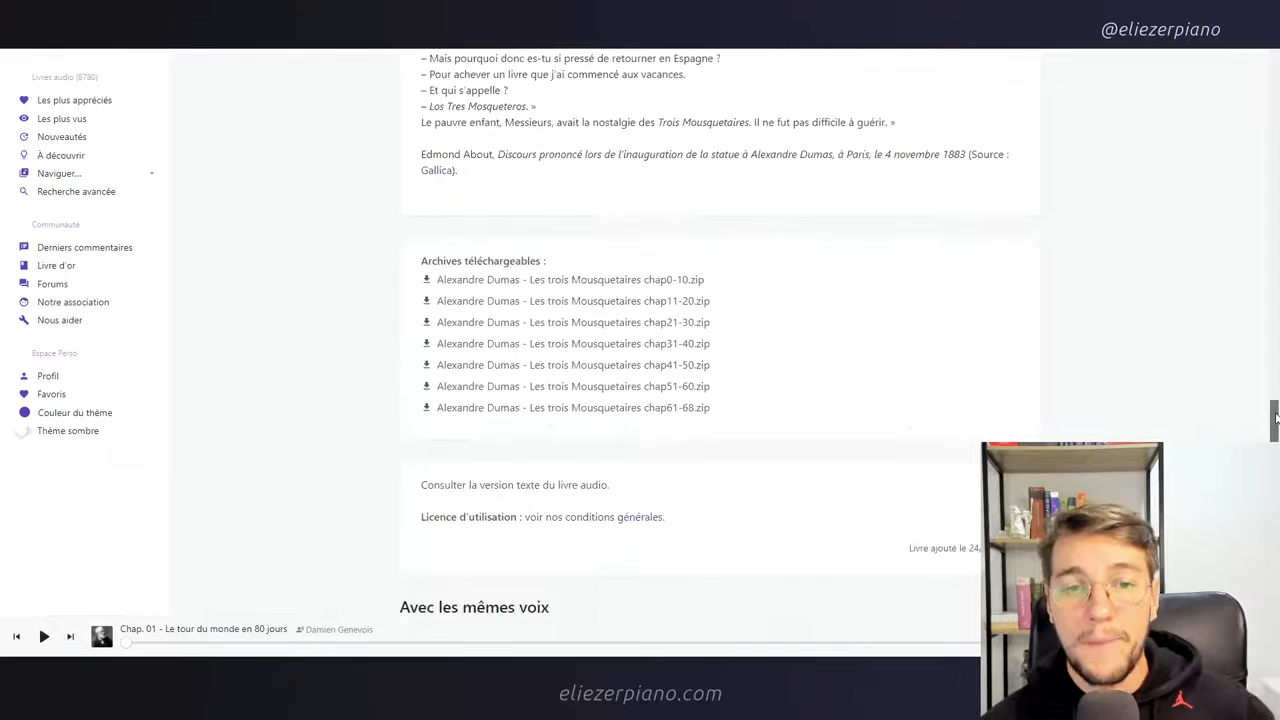 @eliezerpiano
Livres audio (8780)
Les plus appréciés
Les plus vus
Nouveautés
À découvrir
Naviguer...
Recherche avancée
Communauté
Derniers commentaires
Livre d'or
Forums
Notre association
Nous aider
Espace Perso
Profil
Favoris
Couleur du thème
Thème sombre
– Mais pourquoi donc es-tu si pressé de retourner en Espagne ?
– Pour achever un livre que j'ai commencé aux vacances.
– Et qui s'appelle ?
– Los Tres Mosqueteros. »
Le pauvre enfant, Messieurs, avait la nostalgie des Trois Mousquetaires. Il ne fut pas difficile à guérir. »
Edmond About, Discours prononcé lors de l'inauguration de la statue à Alexandre Dumas, à Paris, le 4 novembre 1883 (Source :
Gallica).
Archives téléchargeables :
Alexandre Dumas - Les trois Mousquetaires chap0-10.zip
Alexandre Dumas - Les trois Mousquetaires chap11-20.zip
Alexandre Dumas - Les trois Mousquetaires chap21-30.zip
Alexandre Dumas - Les trois Mousquetaires chap31-40.zip
Alexandre Dumas - Les trois Mousquetaires chap41-50.zip
Alexandre Dumas - Les trois Mousquetaires chap51-60.zip
Alexandre Dumas - Les trois Mousquetaires chap61-68.zip
Consulter la version texte du livre audio.
Licence d'utilisation : voir nos conditions générales.
Livre ajouté le 24/
Avec les mêmes voix
Chap. 01 - Le tour du monde en 80 jours Damien Genevois
eliezerpiano.com